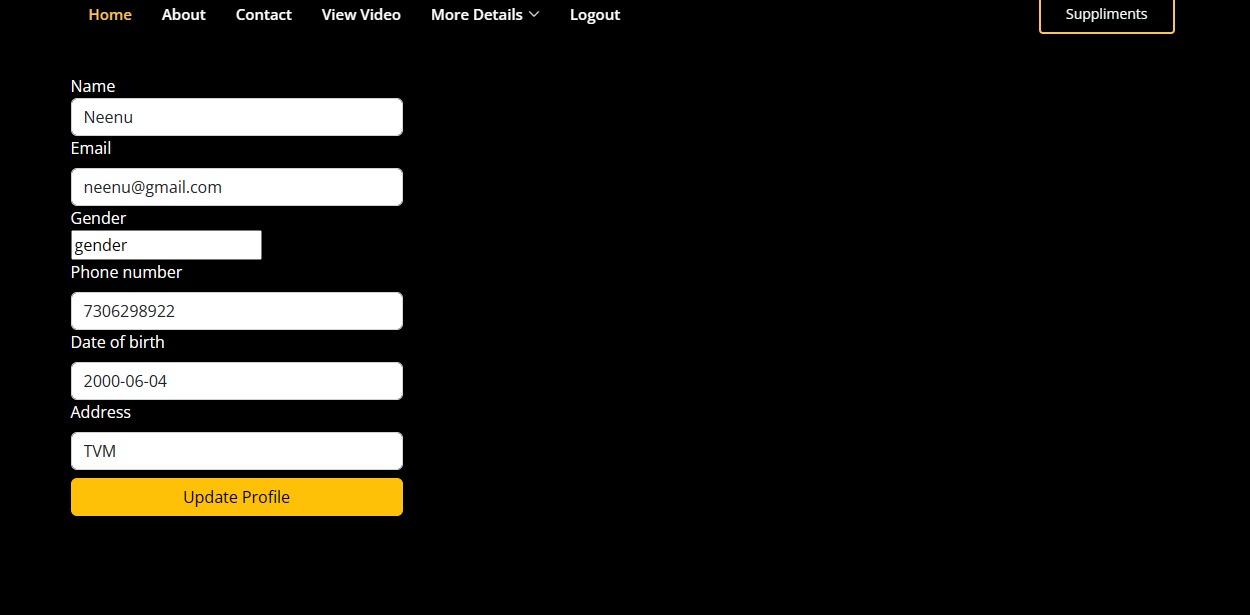 Home About Contact View Video More Details Logout Suppliments
Name
Neenu
Email
neenu@gmail.com
Gender
gender
Phone number
7306298922
Date of birth
2000-06-04
Address
TVM
Update Profile